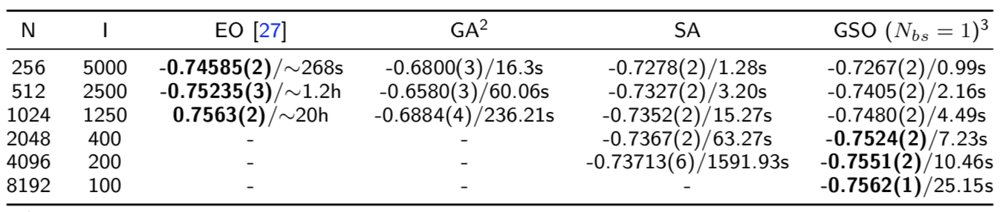 N I EO [27] GA² SA GSO (N_bs = 1)³
256 5000 -0.74585(2)/∼268s -0.6800(3)/16.3s -0.7278(2)/1.28s -0.7267(2)/0.99s
512 2500 -0.75235(3)/∼1.2h -0.6580(3)/60.06s -0.7327(2)/3.20s -0.7405(2)/2.16s
1024 1250 0.7563(2)/∼20h -0.6884(4)/236.21s -0.7352(2)/15.27s -0.7480(2)/4.49s
2048 400 - - -0.7367(2)/63.27s -0.7524(2)/7.23s
4096 200 - - -0.73713(6)/1591.93s -0.7551(2)/10.46s
8192 100 - - - -0.7562(1)/25.15s